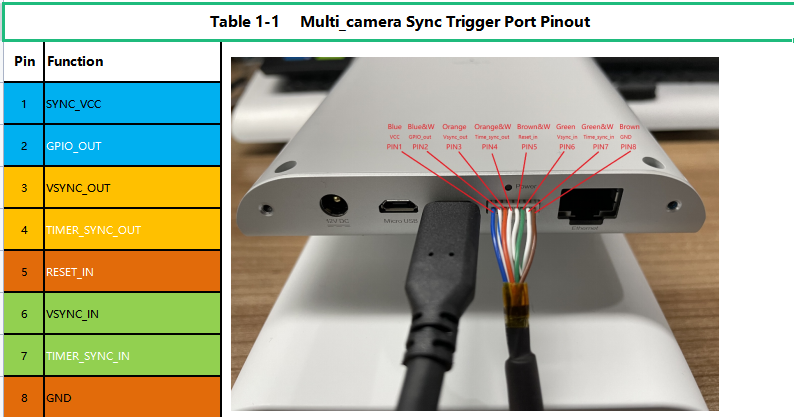 Table 1-1 Multi_camera Sync Trigger Port Pinout
Pin Function
1 SYNC_VCC
2 GPIO_OUT
3 VSYNC_OUT
4 TIMER_SYNC_OUT
5 RESET_IN
6 VSYNC_IN
7 TIMER_SYNC_IN
8 GND
Blue Blue&W Orange Orange&W Brown&W Green Green&W Brown
VCC GPIO_out Vsync_out Time_sync_out Reset_in Vsync_in Time_sync_in GND
PIN1 PIN2 PIN3 PIN4 PIN5 PIN6 PIN7 PIN8
Power
12V DC
Micro USB
Ethernet